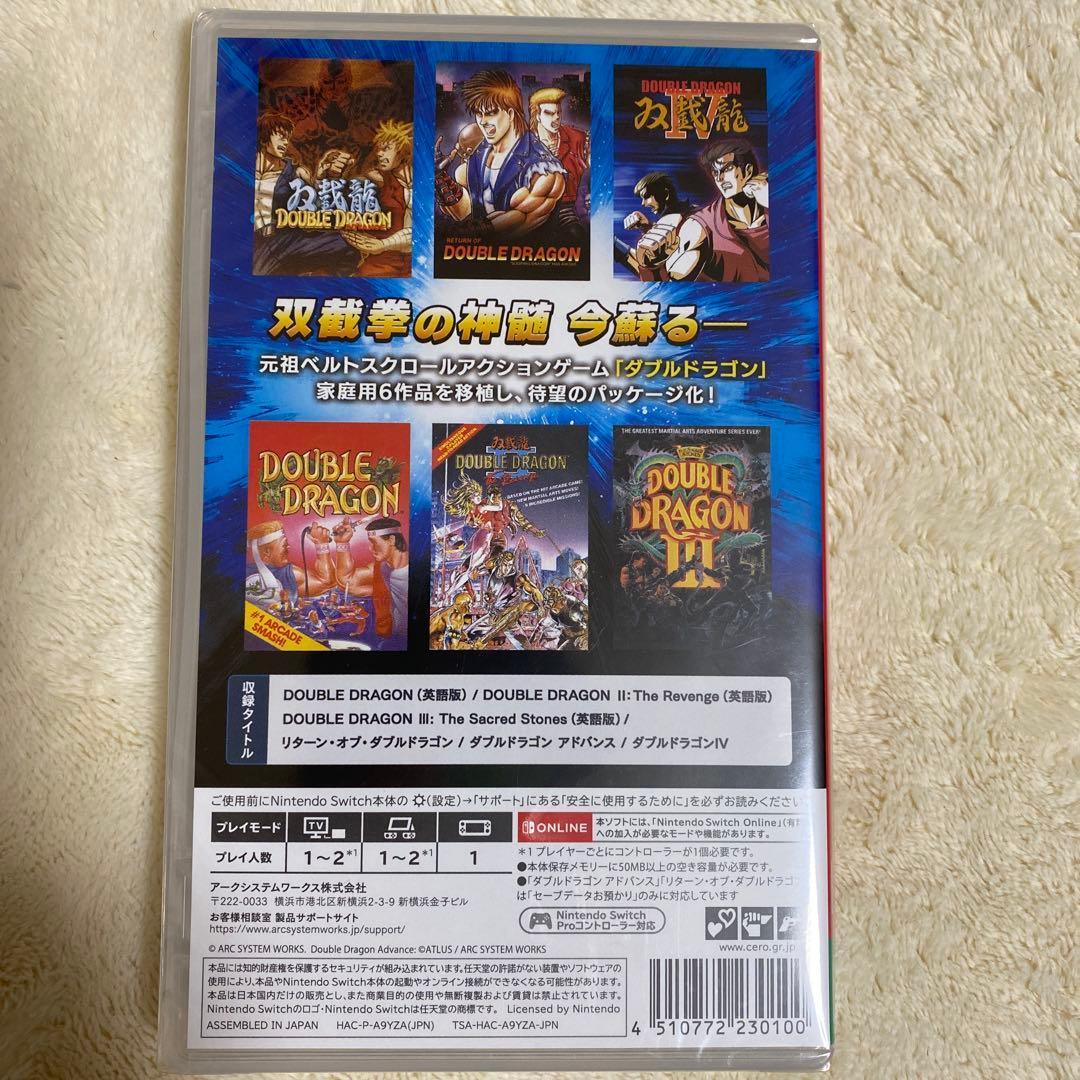 双截龍
DOUBLE DRAGON
RETURN OF
DOUBLE DRAGON
DOUBLE DRAGON
IV
双截龍
双截拳の神髄 今蘇る―
元祖ベルトスクロールアクションゲーム「ダブルドラゴン」
家庭用6作品を移植し、待望のパッケージ化!
DOUBLE
DRAGON
#1 ARCADE
SMASH!
双截龍
II
DOUBLE DRAGON
BASED ON THE HIT ARCADE GAME!
NEW MARTIAL ARTS MOVES!
9 INCREDIBLE MISSIONS!
THE GREATEST MARTIAL ARTS ADVENTURE SERIES EVER!
DOUBLE
DRAGON
III
収録タイトル
DOUBLE DRAGON(英語版) / DOUBLE DRAGON II:The Revenge(英語版)
DOUBLE DRAGON III: The Sacred Stones(英語版) /
リターン・オブ・ダブルドラゴン / ダブルドラゴン アドバンス / ダブルドラゴンIV
ご使用前にNintendo Switch本体の(設定)→「サポート」にある「安全に使用するために」を必ずお読みくださ
プレイモード
TV
プレイ人数 1~2*1 1~2*1 1
ONLINE
本ソフトには、「Nintendo Switch Online」(有料
への加入が必要なモードや機能があります。
*1 プレイヤーごとにコントローラーが1個必要です。
●本体保存メモリーに50MB以上の空き容量が必要です。
●「ダブルドラゴン アドバンス」「リターン・オブ・ダブルドラゴン
は「セーブデータお預かり」のみに対応しています
アークシステムワークス株式会社
〒222-0033 横浜市港北区新横浜2-3-9 新横浜金子ビル
お客様相談室 製品サポートサイト
https://www.arcsystemworks.jp/support/
Nintendo Switch
Proコントローラー対応
www.cero.gr.jp
© ARC SYSTEM WORKS. Double Dragon Advance: ©ATLUS / ARC SYSTEM WORKS
本品には知的財産権を保護するセキュリティが組み込まれています。任天堂の許諾がない装置やソフトウェアの
使用により、本品やNintendo Switch本体の起動やオンライン接続ができなくなる可能性があります。
本品は日本国内だけの販売とし、また商業目的の使用や無断複製および賃貸は禁止されています。
Nintendo Switchのロゴ・Nintendo Switchは任天堂の商標です。 Licensed by Nintendo
ASSEMBLED IN JAPAN HAC-P-A9YZA(JPN) TSA-HAC-A9YZA-JPN
4 510772 230100